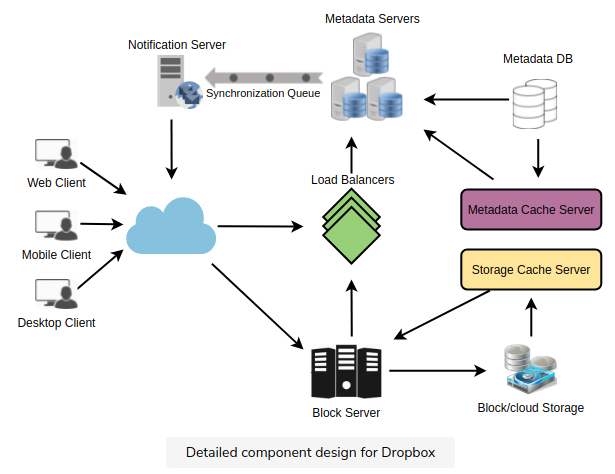 Metadata Servers
Notification Server
Metadata DB
Synchronization Queue
Web Client
Load Balancers
Metadata Cache Server
Mobile Client
Storage Cache Server
Desktop Client
Block Server
Block/cloud Storage
Detailed component design for Dropbox